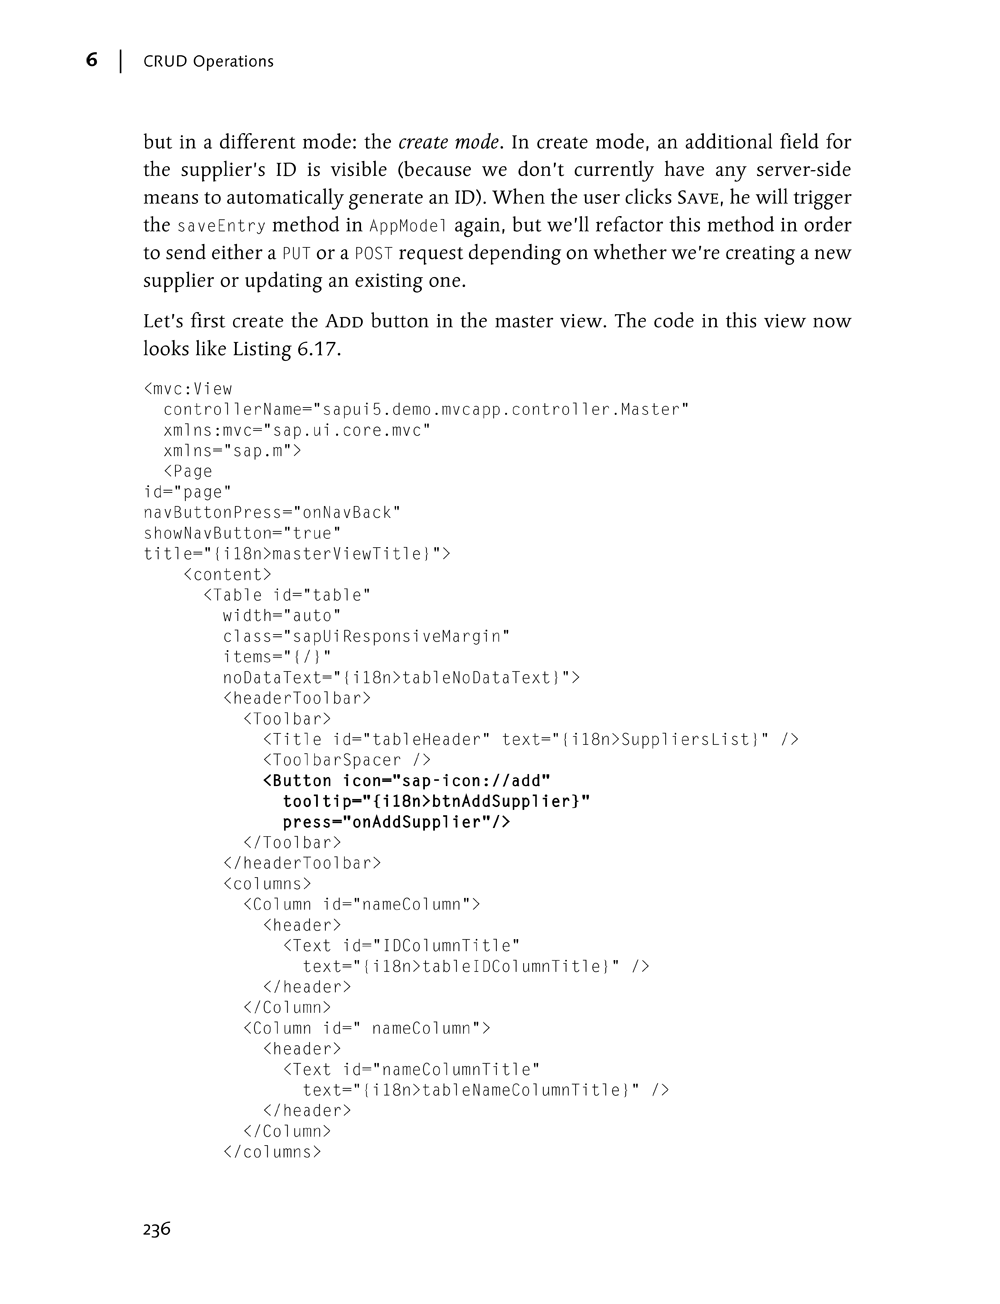 6 | CRUD Operations
but in a different mode: the create mode. In create mode, an additional field for
the supplier's ID is visible (because we don't currently have any server-side
means to automatically generate an ID). When the user clicks SAVE, he will trigger
the saveEntry method in AppModel again, but we'll refactor this method in order
to send either a PUT or a POST request depending on whether we're creating a new
supplier or updating an existing one.
Let's first create the ADD button in the master view. The code in this view now
looks like Listing 6.17.
<mvc:View
  controllerName="sapui5.demo.mvcapp.controller.Master"
  xmlns:mvc="sap.ui.core.mvc"
  xmlns="sap.m">
  <Page
id="page"
navButtonPress="onNavBack"
showNavButton="true"
title="{i18n>masterViewTitle}">
    <content>
      <Table id="table"
        width="auto"
        class="sapUiResponsiveMargin"
        items="{/}"
        noDataText="{i18n>tableNoDataText}">
        <headerToolbar>
          <Toolbar>
            <Title id="tableHeader" text="{i18n>SuppliersList}" />
            <ToolbarSpacer />
            <Button icon="sap-icon://add"
              tooltip="{i18n>btnAddSupplier}"
              press="onAddSupplier"/>
          </Toolbar>
        </headerToolbar>
        <columns>
          <Column id="nameColumn">
            <header>
              <Text id="IDColumnTitle"
                text="{i18n>tableIDColumnTitle}" />
            </header>
          </Column>
          <Column id=" nameColumn">
            <header>
              <Text id="nameColumnTitle"
                text="{i18n>tableNameColumnTitle}" />
            </header>
          </Column>
        </columns>
236